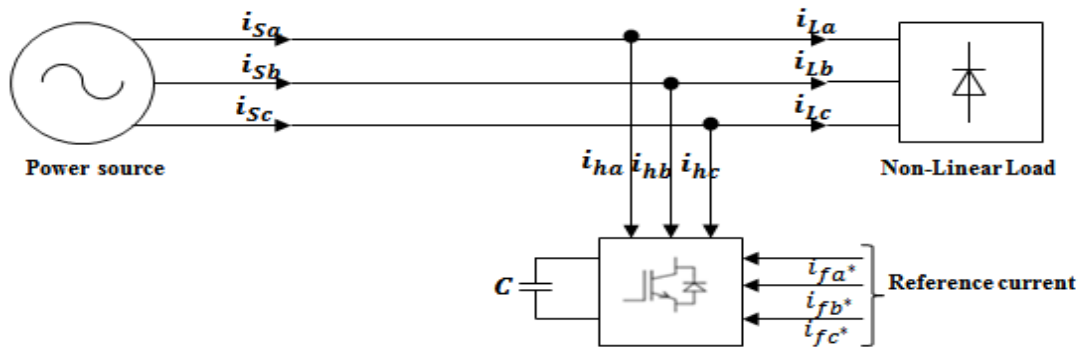 i_Sa
i_La
i_Sb
i_Lb
i_Sc
i_Lc
Power source
i_ha i_hb i_hc
Non-Linear Load
C
i_fa*
Reference current
i_fb*
i_fc*